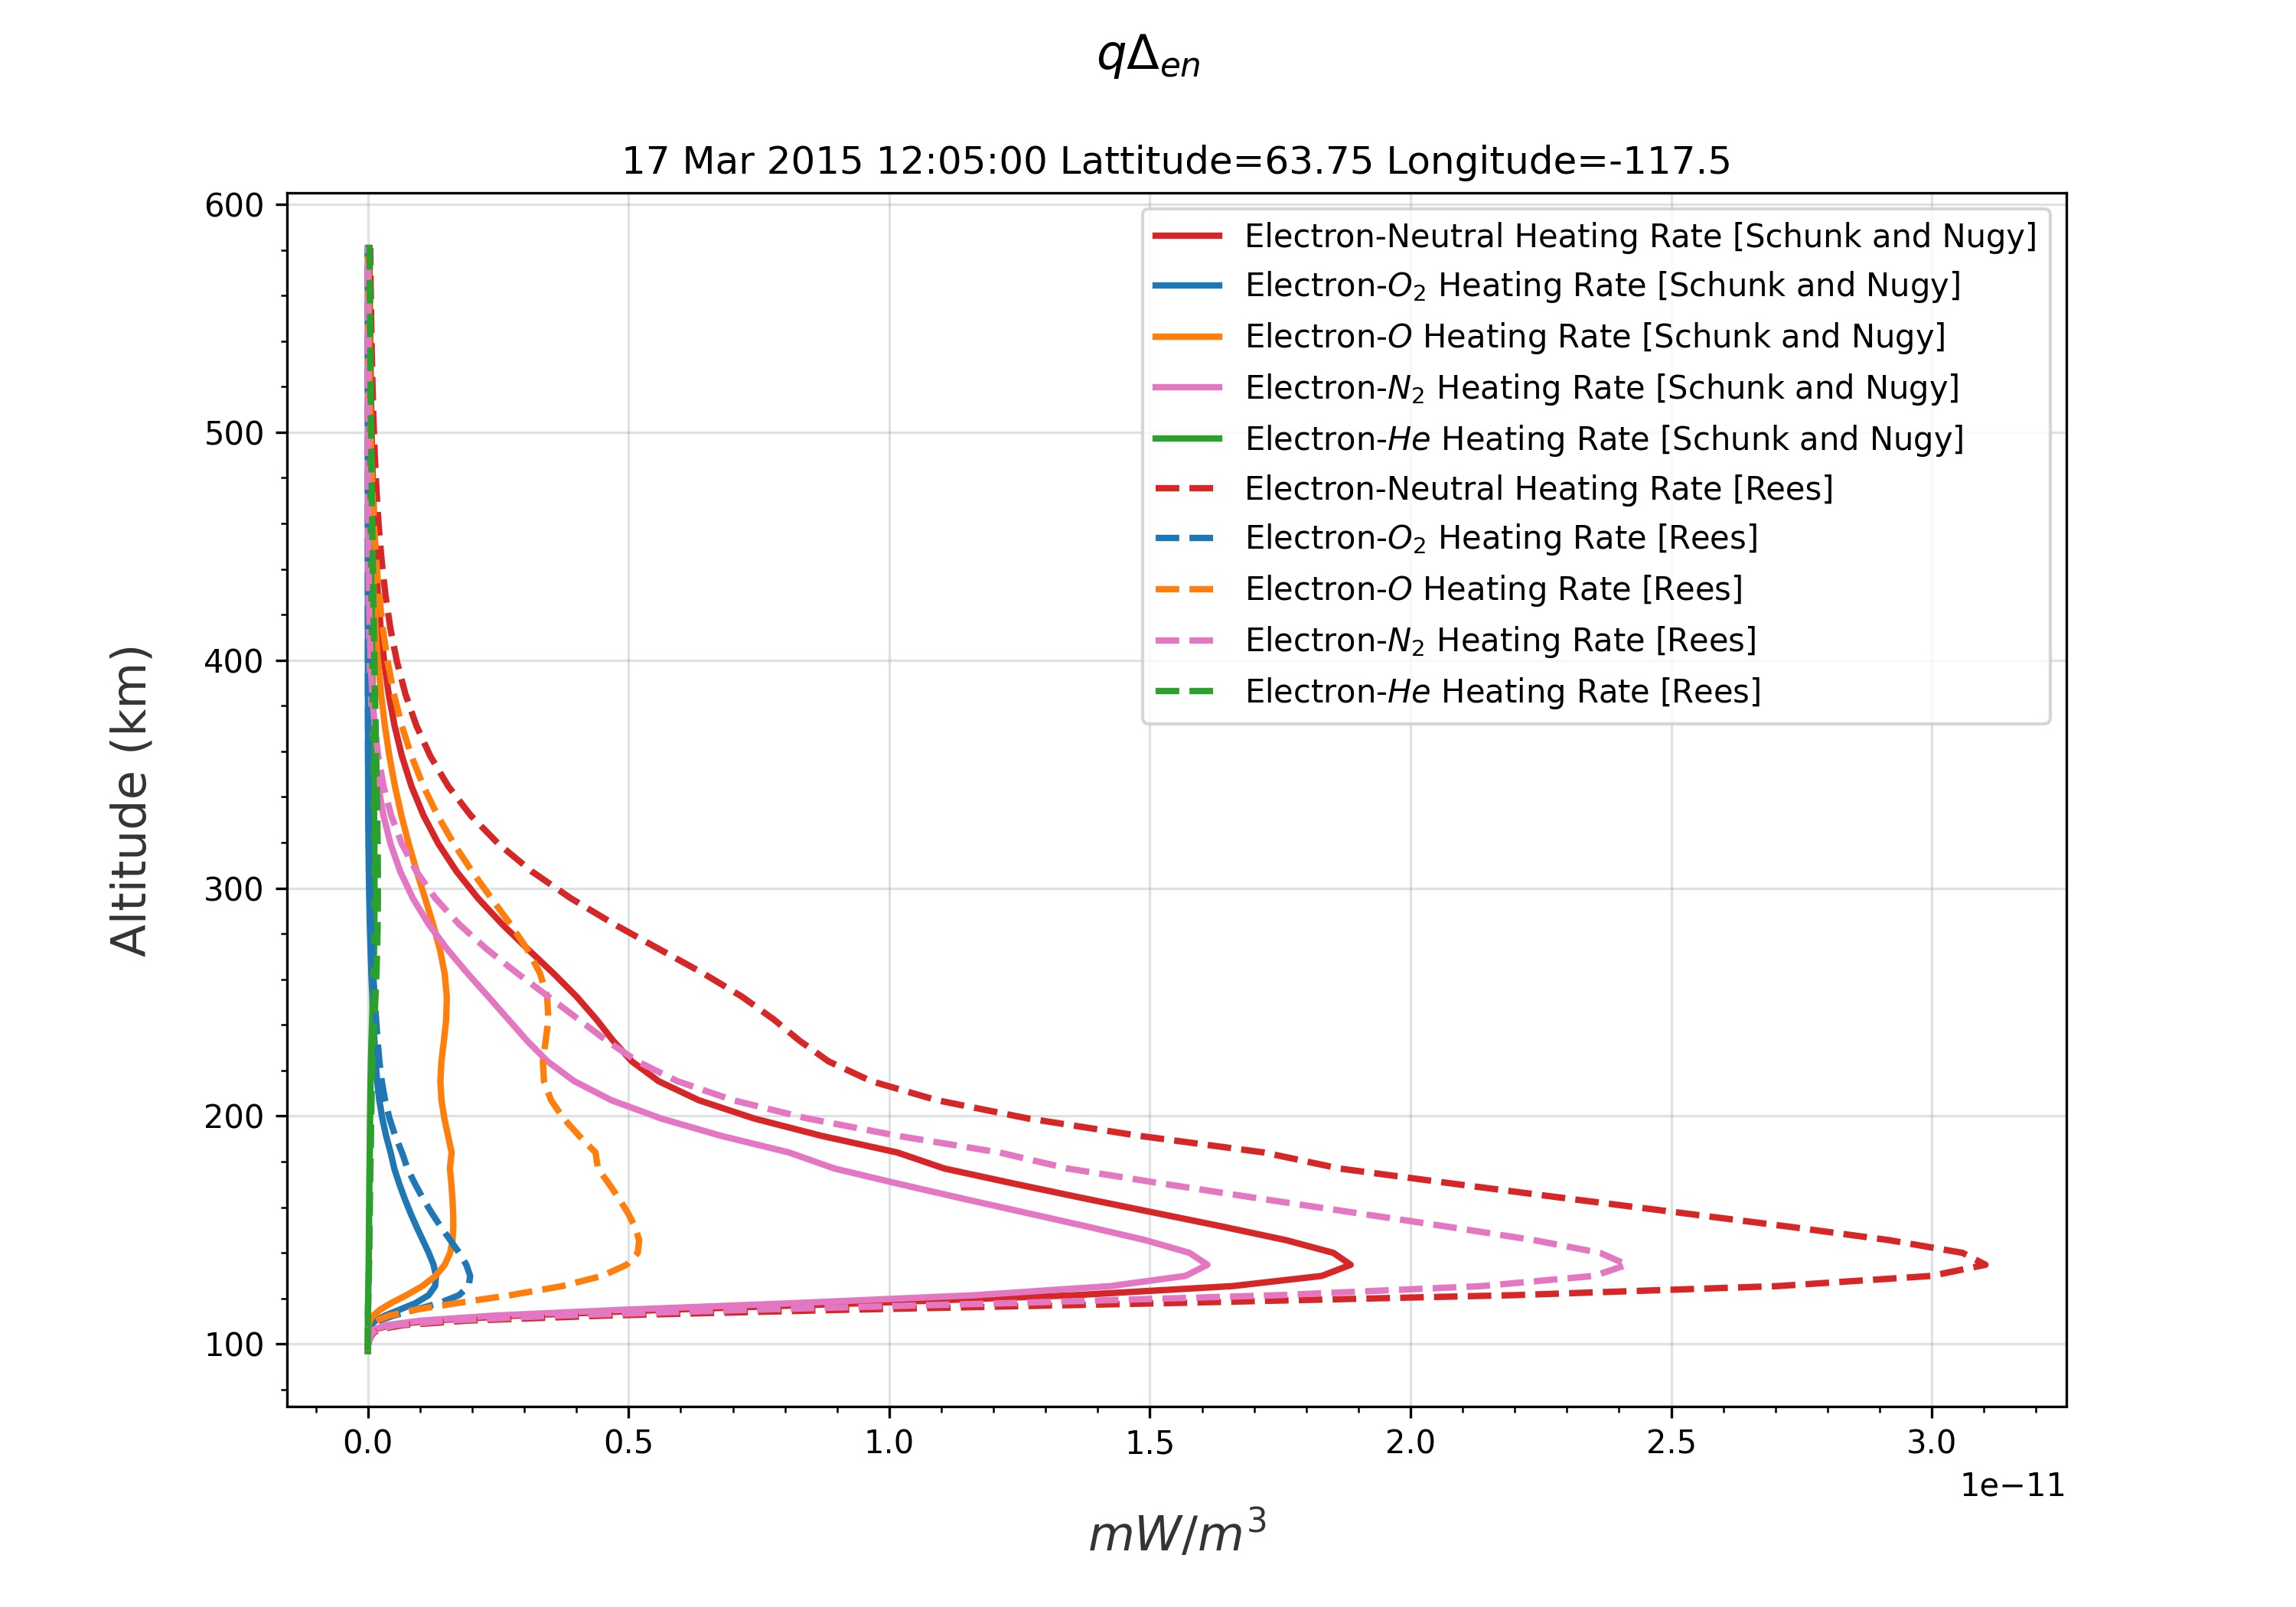 qΔen
17 Mar 2015 12:05:00 Lattitude=63.75 Longitude=-117.5
600
500
400
300
200
100
Altitude (km)
Electron-Neutral Heating Rate [Schunk and Nugy]
Electron-O₂ Heating Rate [Schunk and Nugy]
Electron-O Heating Rate [Schunk and Nugy]
Electron-N₂ Heating Rate [Schunk and Nugy]
Electron-He Heating Rate [Schunk and Nugy]
Electron-Neutral Heating Rate [Rees]
Electron-O₂ Heating Rate [Rees]
Electron-O Heating Rate [Rees]
Electron-N₂ Heating Rate [Rees]
Electron-He Heating Rate [Rees]
0.0 0.5 1.0 1.5 2.0 2.5 3.0
1e−11
mW/m³